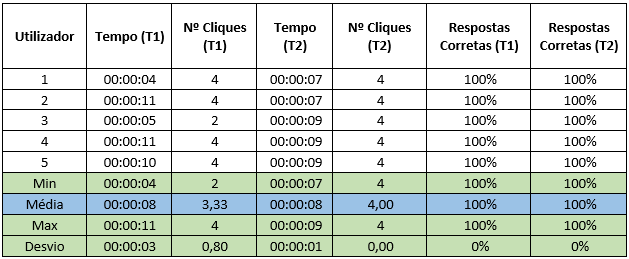 Utilizador Tempo (T1) Nº Cliques (T1) Tempo (T2) Nº Cliques (T2) Respostas Corretas (T1) Respostas Corretas (T2)
1 00:00:04 4 00:00:07 4 100% 100%
2 00:00:11 4 00:00:07 4 100% 100%
3 00:00:05 2 00:00:09 4 100% 100%
4 00:00:11 4 00:00:09 4 100% 100%
5 00:00:10 4 00:00:09 4 100% 100%
Min 00:00:04 2 00:00:07 4 100% 100%
Média 00:00:08 3,33 00:00:08 4,00 100% 100%
Max 00:00:11 4 00:00:09 4 100% 100%
Desvio 00:00:03 0,80 00:00:01 0,00 0% 0%